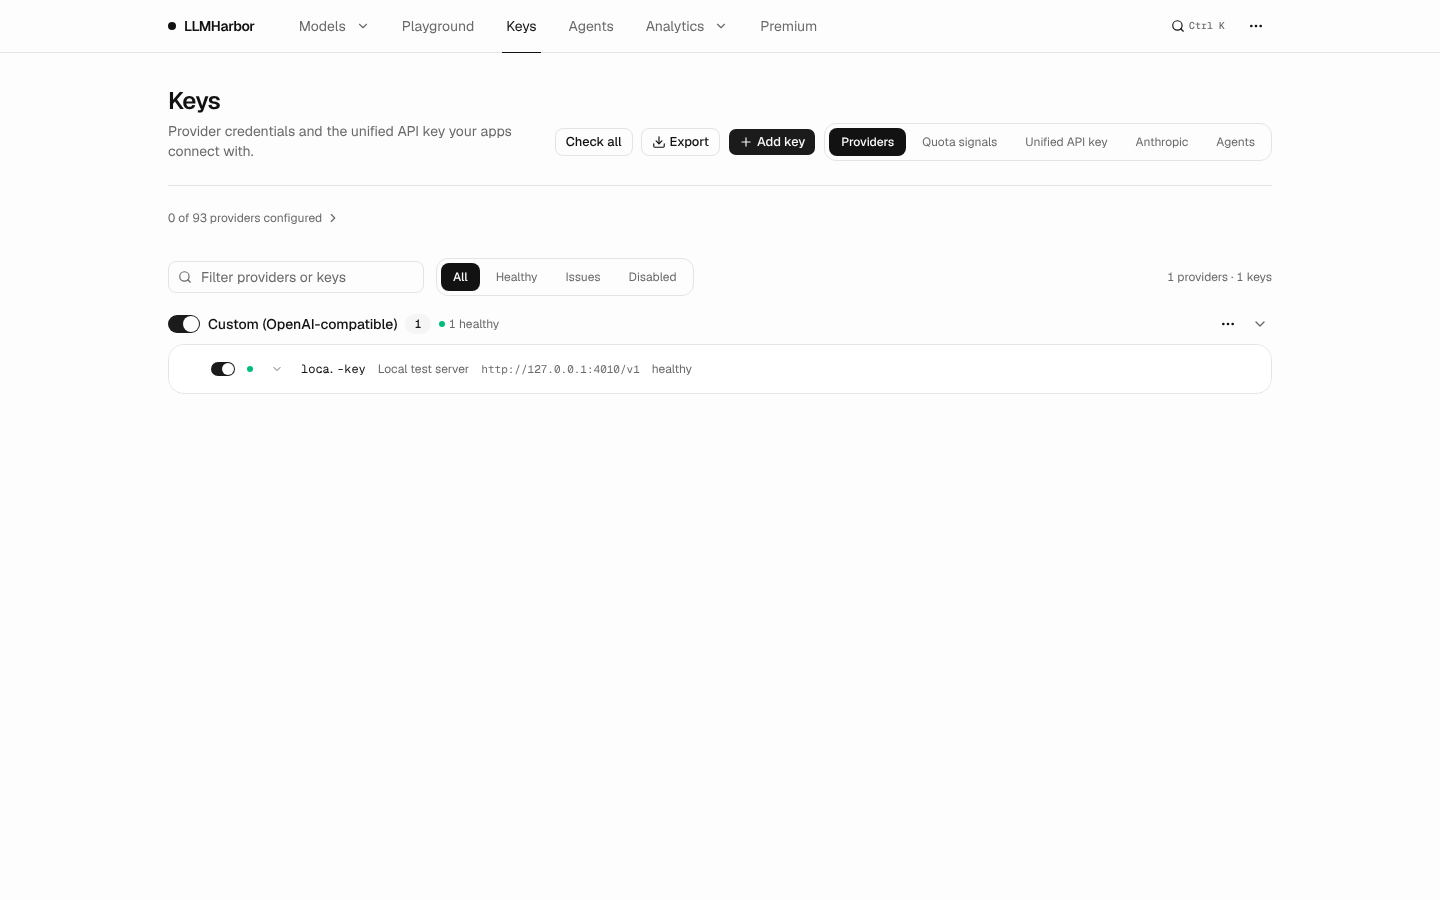 LLMHarbor Models Playground Keys Agents Analytics Premium Ctrl K
Keys
Provider credentials and the unified API key your apps
connect with.
Check all Export Add key Providers Quota signals Unified API key Anthropic Agents
0 of 93 providers configured
Filter providers or keys All Healthy Issues Disabled 1 providers · 1 keys
Custom (OpenAI-compatible) 1 1 healthy
loca…-key Local test server http://127.0.0.1:4010/v1 healthy